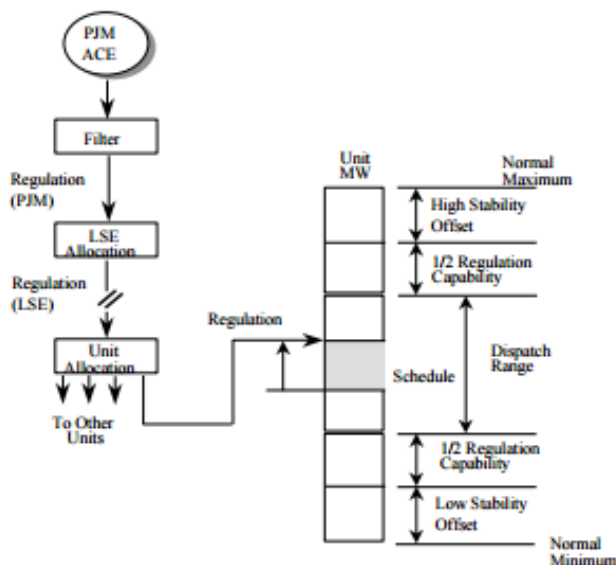 PJM
ACE
Filter
Regulation
(PJM)
LSE
Allocation
Regulation
(LSE)
Unit
Allocation
To Other
Units
Regulation
Unit
MW
Normal
Maximum
High Stability
Offset
1/2 Regulation
Capability
Schedule
Dispatch
Range
1/2 Regulation
Capability
Low Stability
Offset
Normal
Minimum